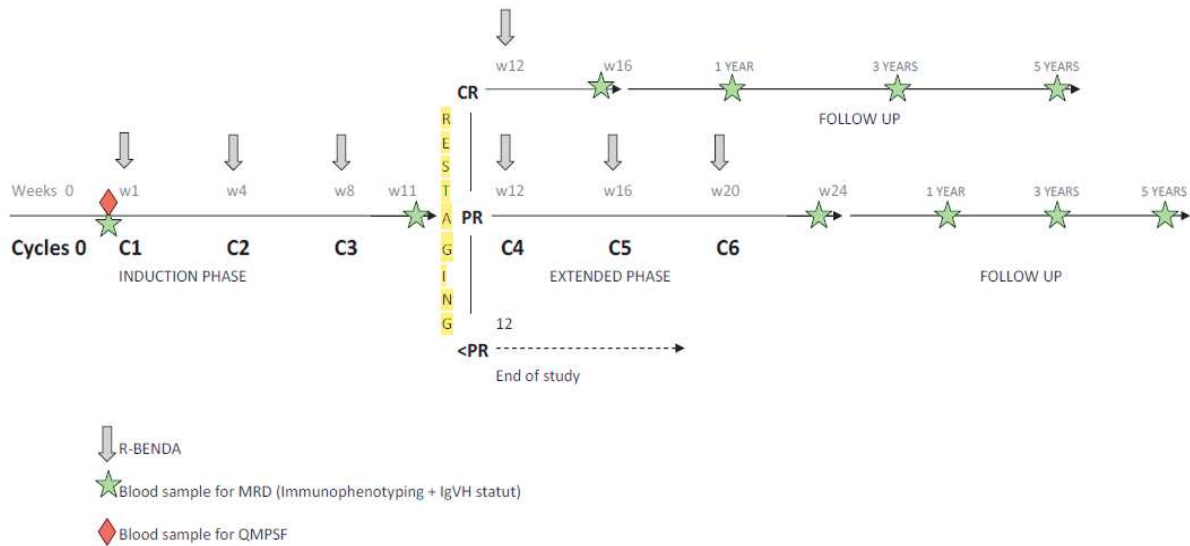 w12 w16 1 YEAR 3 YEARS 5 YEARS
CR
FOLLOW UP
RESTAGING
Weeks 0 w1 w4 w8 w11
w12 w16 w20 w24 1 YEAR 3 YEARS 5 YEARS
PR
Cycles 0 C1 C2 C3
C4 C5 C6
INDUCTION PHASE
EXTENDED PHASE
FOLLOW UP
12
<PR
End of study
R-BENDA
Blood sample for MRD (Immunophenotyping + IgVH statut)
Blood sample for QMPSF